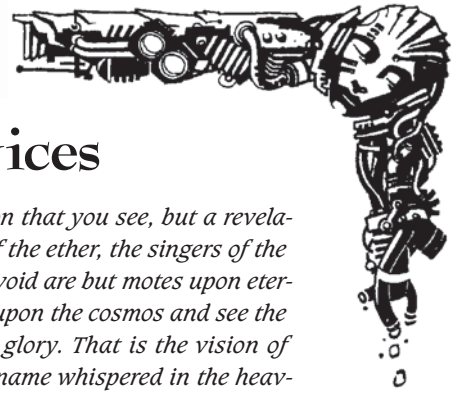 ices
n that you see, but a revela-
f the ether, the singers of the
void are but motes upon eter-
upon the cosmos and see the
glory. That is the vision of
name whispered in the heav-